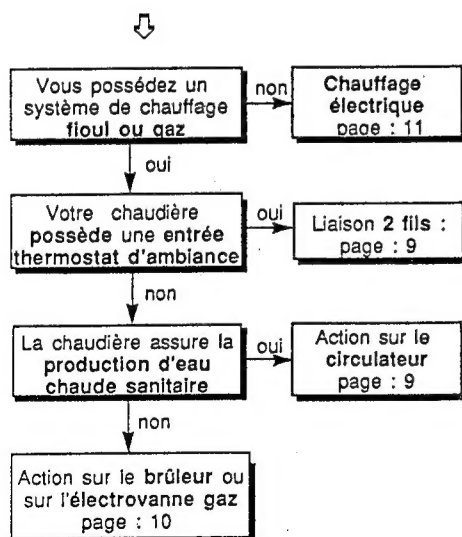 Vous possédez un
système de chauffage
fioul ou gaz
non
Chauffage
électrique
page : 11
oui
Votre chaudière
possède une entrée
thermostat d'ambiance
oui
Liaison 2 fils :
page : 9
non
La chaudière assure la
production d'eau
chaude sanitaire
oui
Action sur le
circulateur
page : 9
non
Action sur le brûleur ou
sur l'électrovanne gaz
page : 10